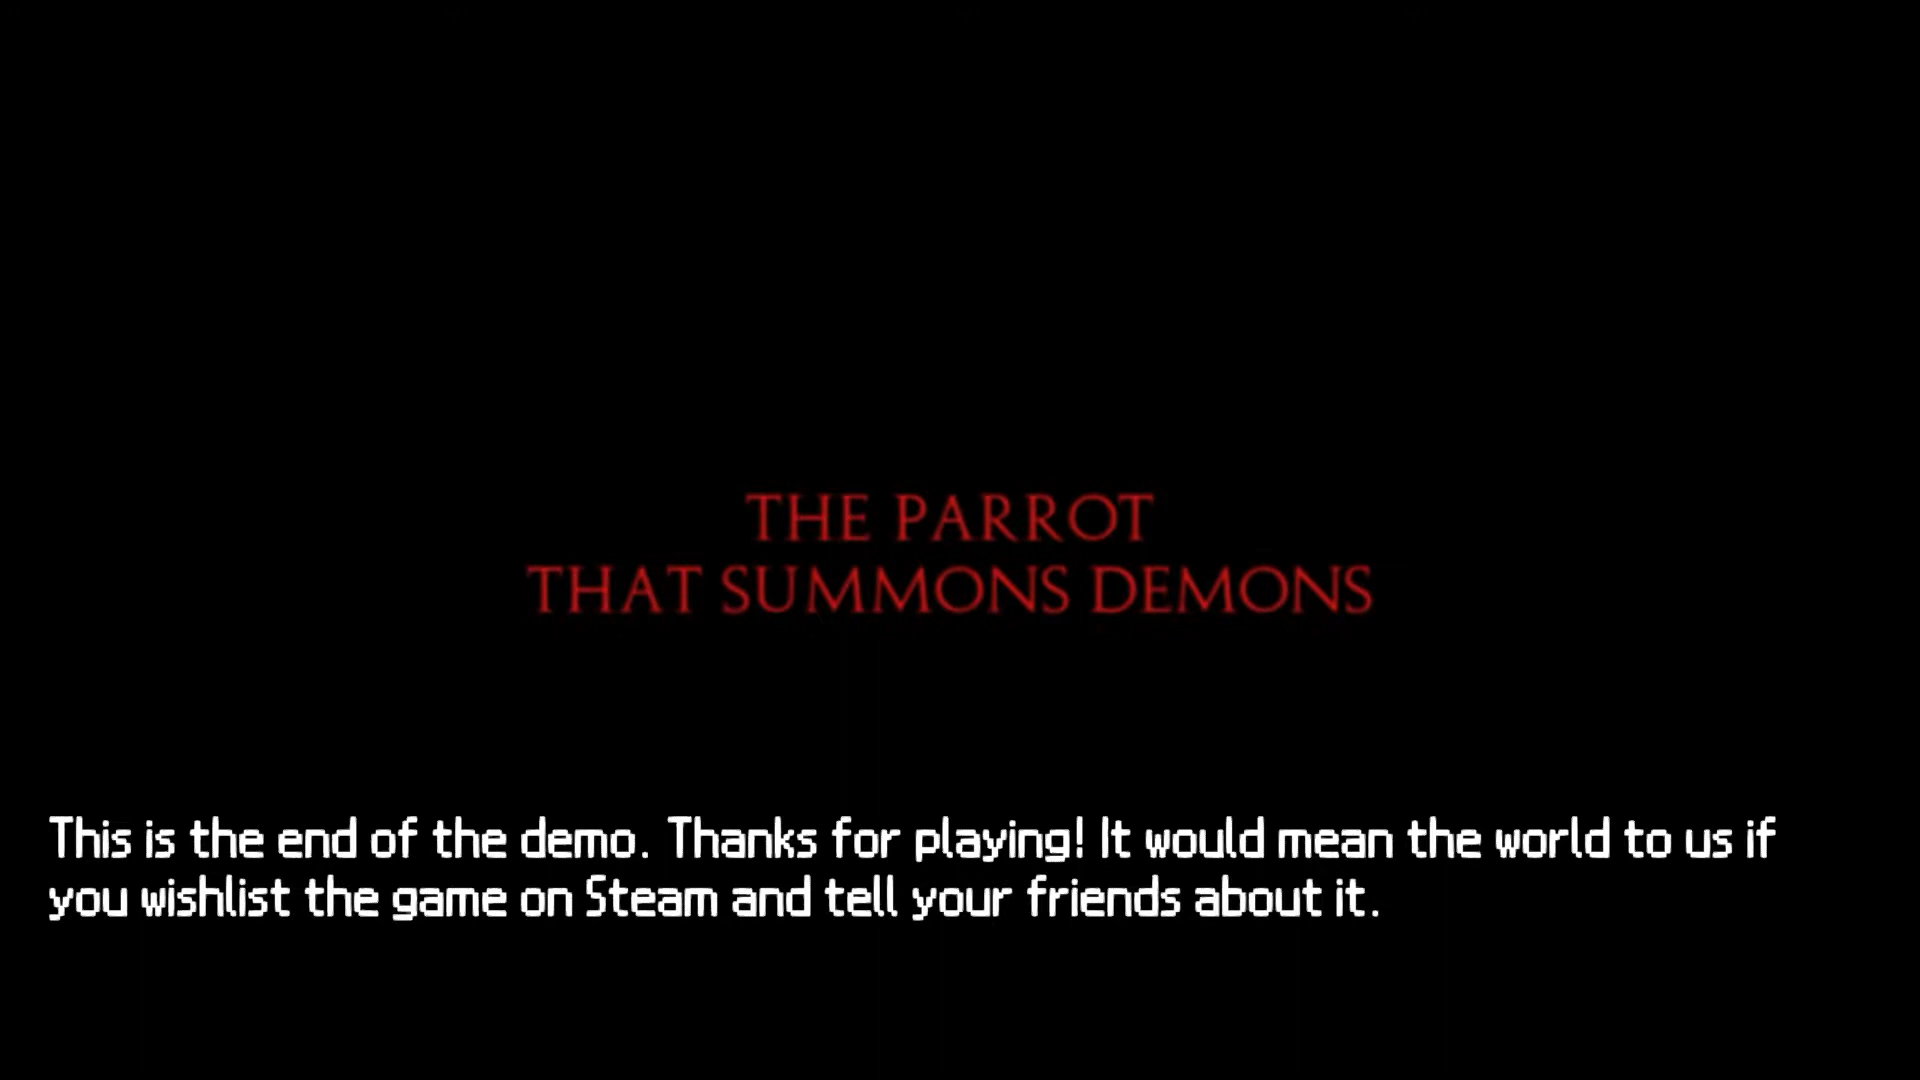 THE PARROT
THAT SUMMONS DEMONS
This is the end of the demo. Thanks for playing! It would mean the world to us if
you wishlist the game on Steam and tell your friends about it.